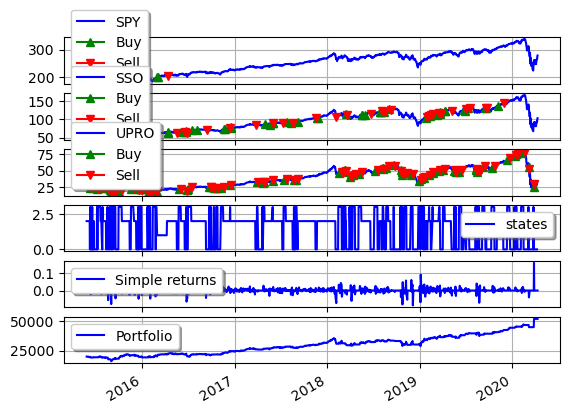 SPY
Buy
Sell
300
200
SSO
Buy
Sell
150
100
50
UPRO
Buy
Sell
75
50
25
2.5
0.0
states
0.1
0.0
Simple returns
50000
25000
Portfolio
2016
2017
2018
2019
2020